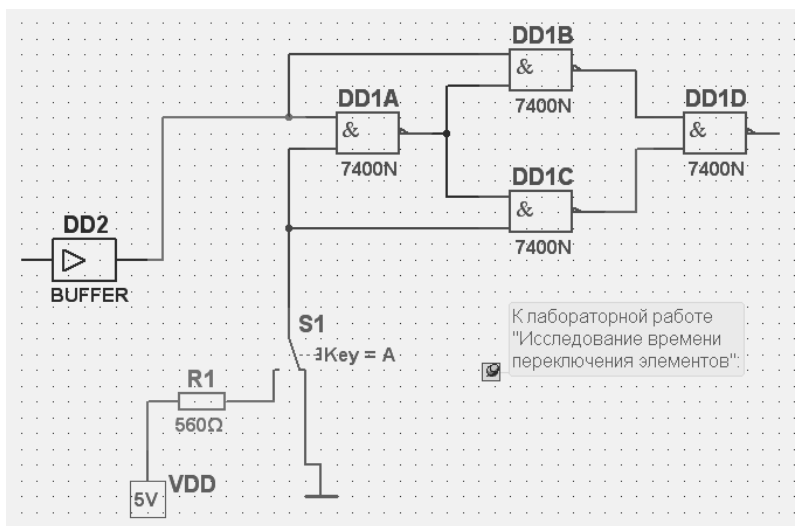 DD1B
&
7400N
DD1A
&
7400N
DD1D
&
7400N
DD1C
&
7400N
DD2
BUFFER
S1
Key = A
R1
560Ω
VDD
5V
К лабораторной работе
"Исследование времени
переключения элементов".